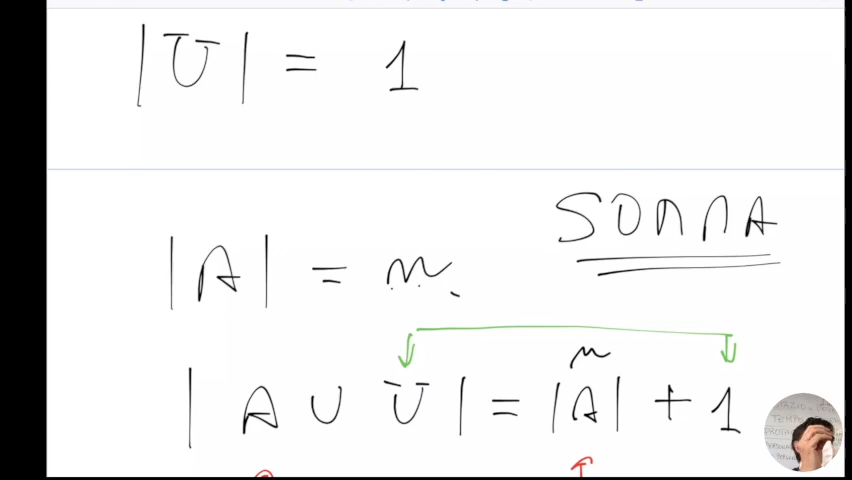 |Ū| = 1
SOMMA
|A| = m.
m
|A ∪ Ū| = |A| + 1